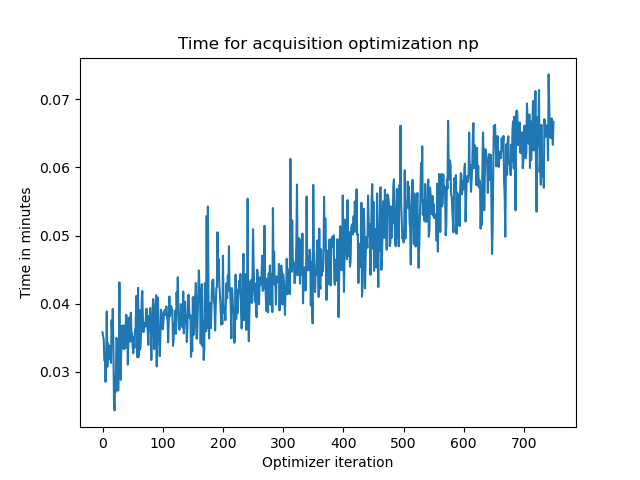 Time for acquisition optimization np
0.07
0.06
0.05
0.04
0.03
Time in minutes
0 100 200 300 400 500 600 700
Optimizer iteration